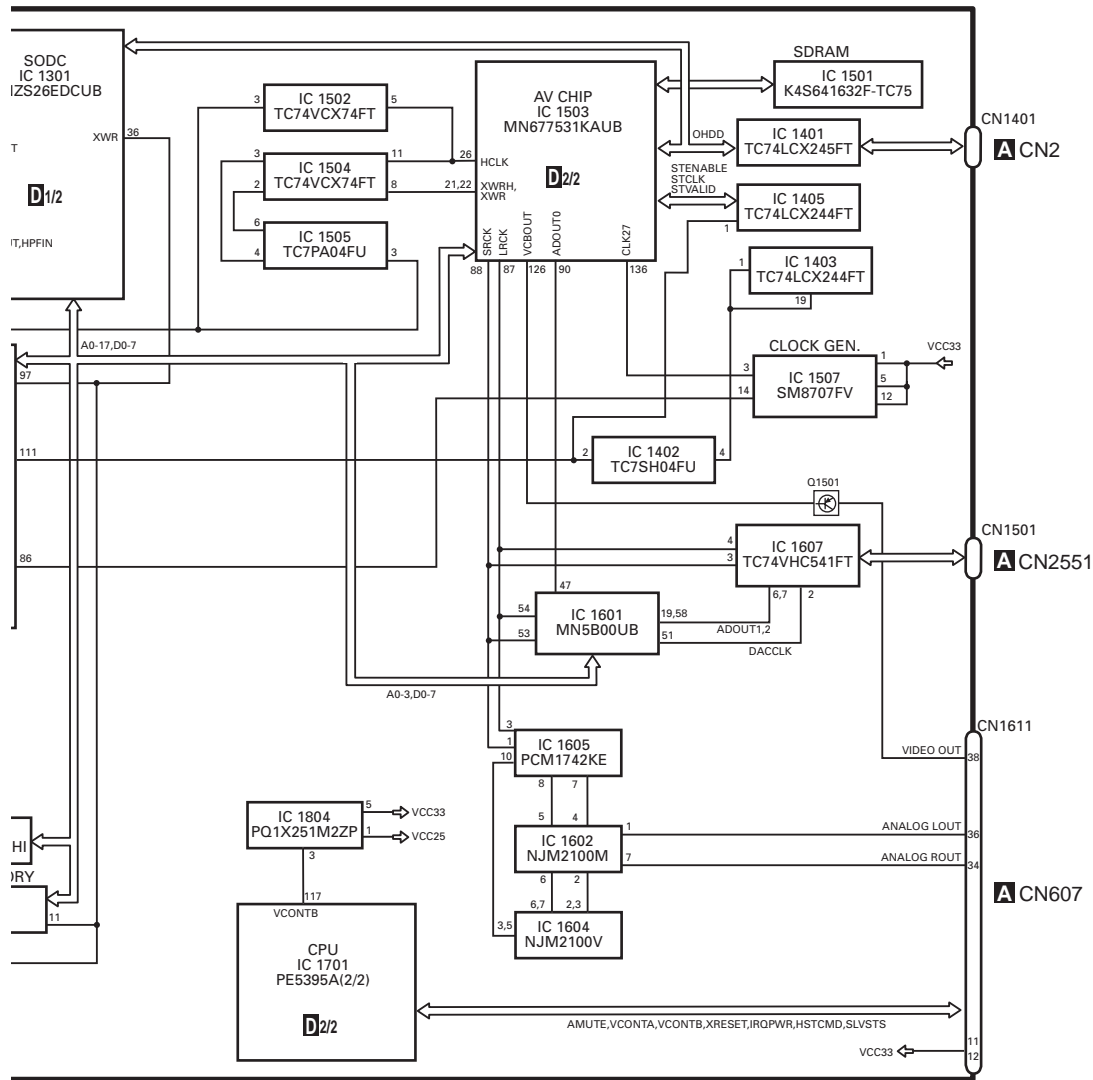 SODC
IC 1301
IZS26EDCUB
XWR
36
T
D 1/2
JT,HPFIN
3
IC 1502
TC74VCX74FT
5
3
2
IC 1504
TC74VCX74FT
11
8
6
4
IC 1505
TC7PA04FU
3
AV CHIP
IC 1503
MN677531KAUB
D 2/2
26
HCLK
21,22
XWRH,
XWR
SRCK
LRCK
VCBOUT
ADOUT0
CLK27
88
87
126
90
136
SDRAM
IC 1501
K4S641632F-TC75
OHDD
IC 1401
TC74LCX245FT
CN1401
A CN2
STENABLE
STCLK
STVALID
IC 1405
TC74LCX244FT
1
1
IC 1403
TC74LCX244FT
19
A0-17,D0-7
97
CLOCK GEN.
3
14
IC 1507
SM8707FV
1
5
12
VCC33
111
2
IC 1402
TC7SH04FU
4
Q1501
86
4
3
IC 1607
TC74VHC541FT
6,7
2
CN1501
A CN2551
47
54
53
IC 1601
MN5B00UB
19,58
ADOUT1,2
51
DACCLK
A0-3,D0-7
3
1
10
IC 1605
PCM1742KE
8
7
5
4
IC 1602
NJM2100M
1
7
6
2
6,7
2,3
3,5
IC 1604
NJM2100V
CN1611
VIDEO OUT
38
ANALOG LOUT
36
ANALOG ROUT
34
A CN607
IC 1804
PQ1X251M2ZP
5
VCC33
1
VCC25
3
117
VCONTB
CPU
IC 1701
PE5395A(2/2)
D 2/2
HI
ORY
11
AMUTE,VCONTA,VCONTB,XRESET,IRQPWR,HSTCMD,SLVSTS
VCC33
11
12